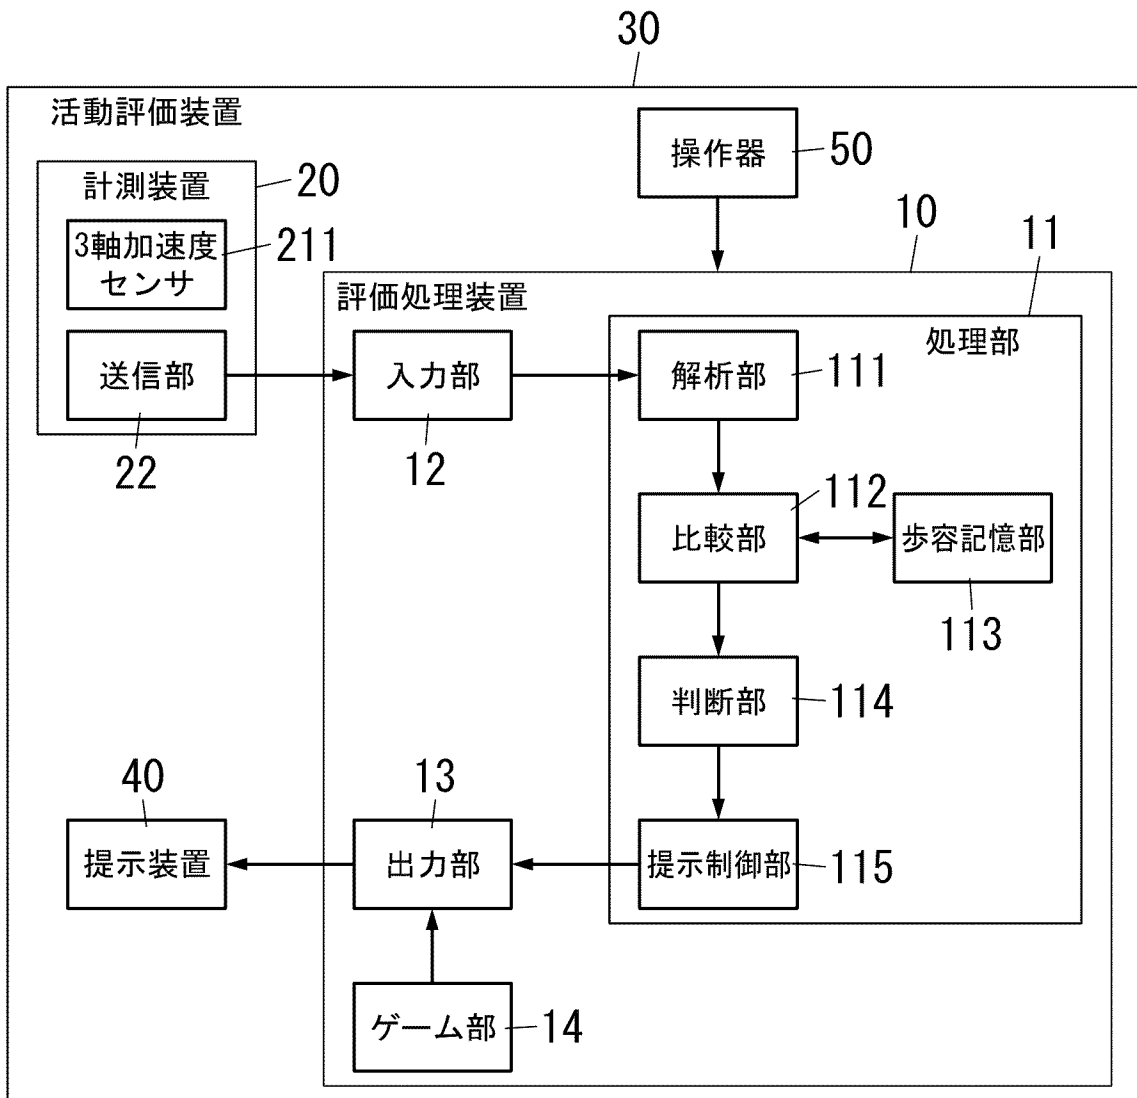 30
活動評価装置
操作器
50
計測装置
20
3軸加速度
センサ
211
10
11
評価処理装置
処理部
送信部
22
入力部
12
解析部
111
比較部
112
歩容記憶部
113
判断部
114
40
提示装置
13
出力部
提示制御部
115
ゲーム部
14